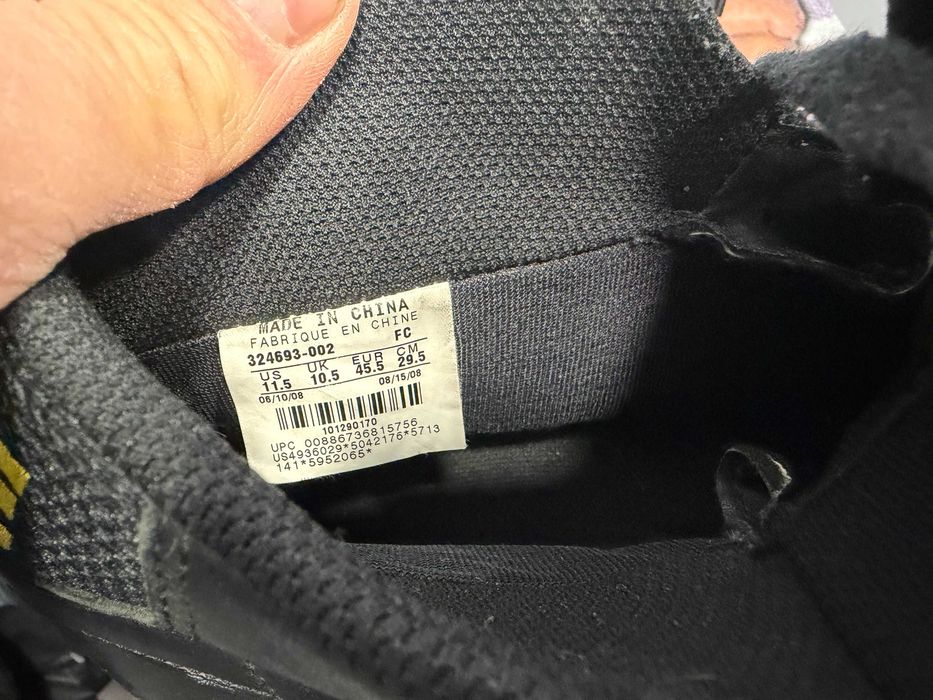 MADE IN CHINA
FABRIQUE EN CHINE
324693-002 FC
US UK EUR CM
11.5 10.5 45.5 29.5
06/10/08 08/15/08
101290170
UPC 00886736815756
US4936029*5042176*5713
141*5952065*